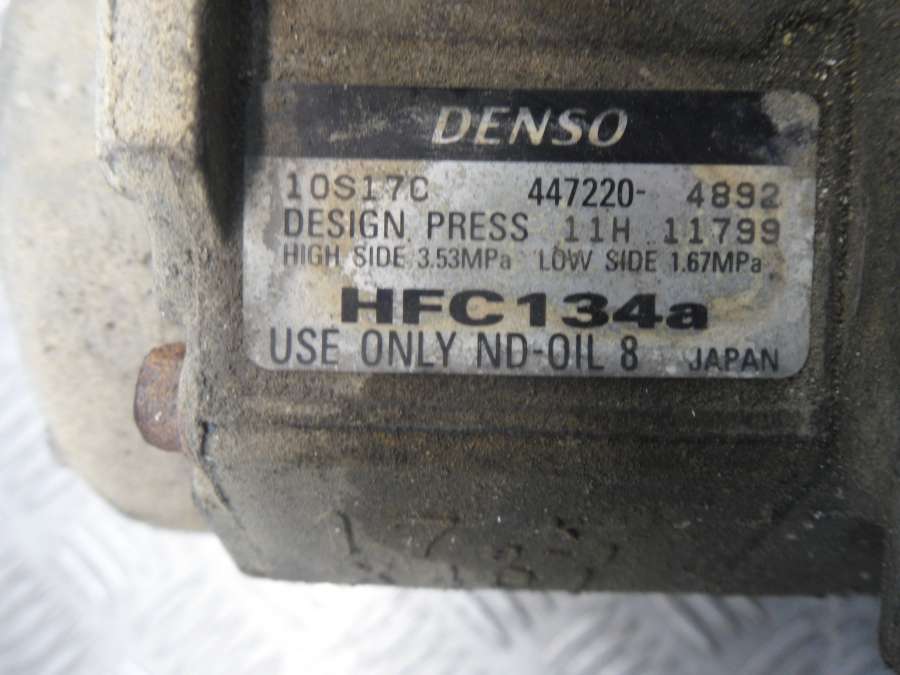 DENSO
10S17C 447220- 4892
DESIGN PRESS 11H 11799
HIGH SIDE 3.53MPa LOW SIDE 1.67MPa
HFC134a
USE ONLY ND-OIL 8 JAPAN